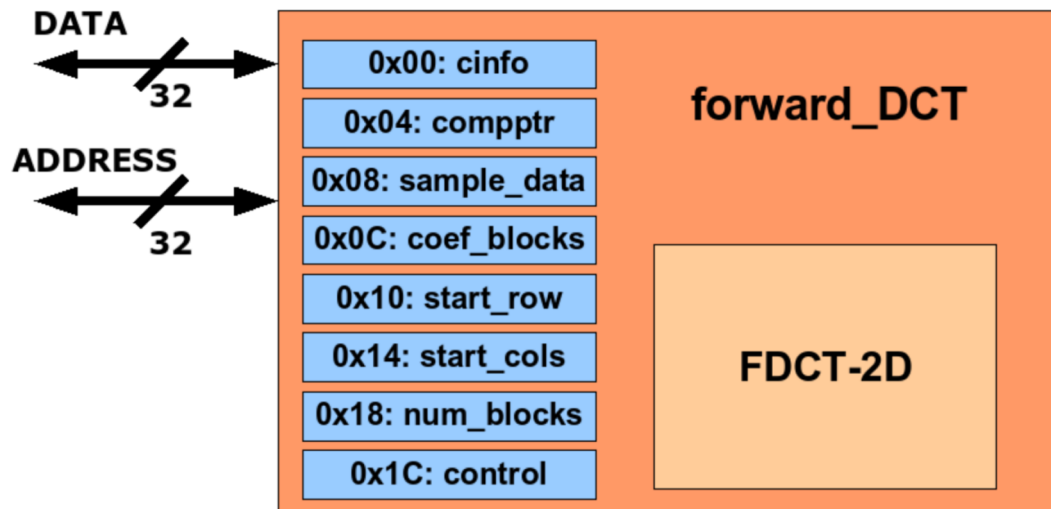 DATA
32
ADDRESS
32
0x00: cinfo
0x04: compptr
0x08: sample_data
0x0C: coef_blocks
0x10: start_row
0x14: start_cols
0x18: num_blocks
0x1C: control
forward_DCT
FDCT-2D